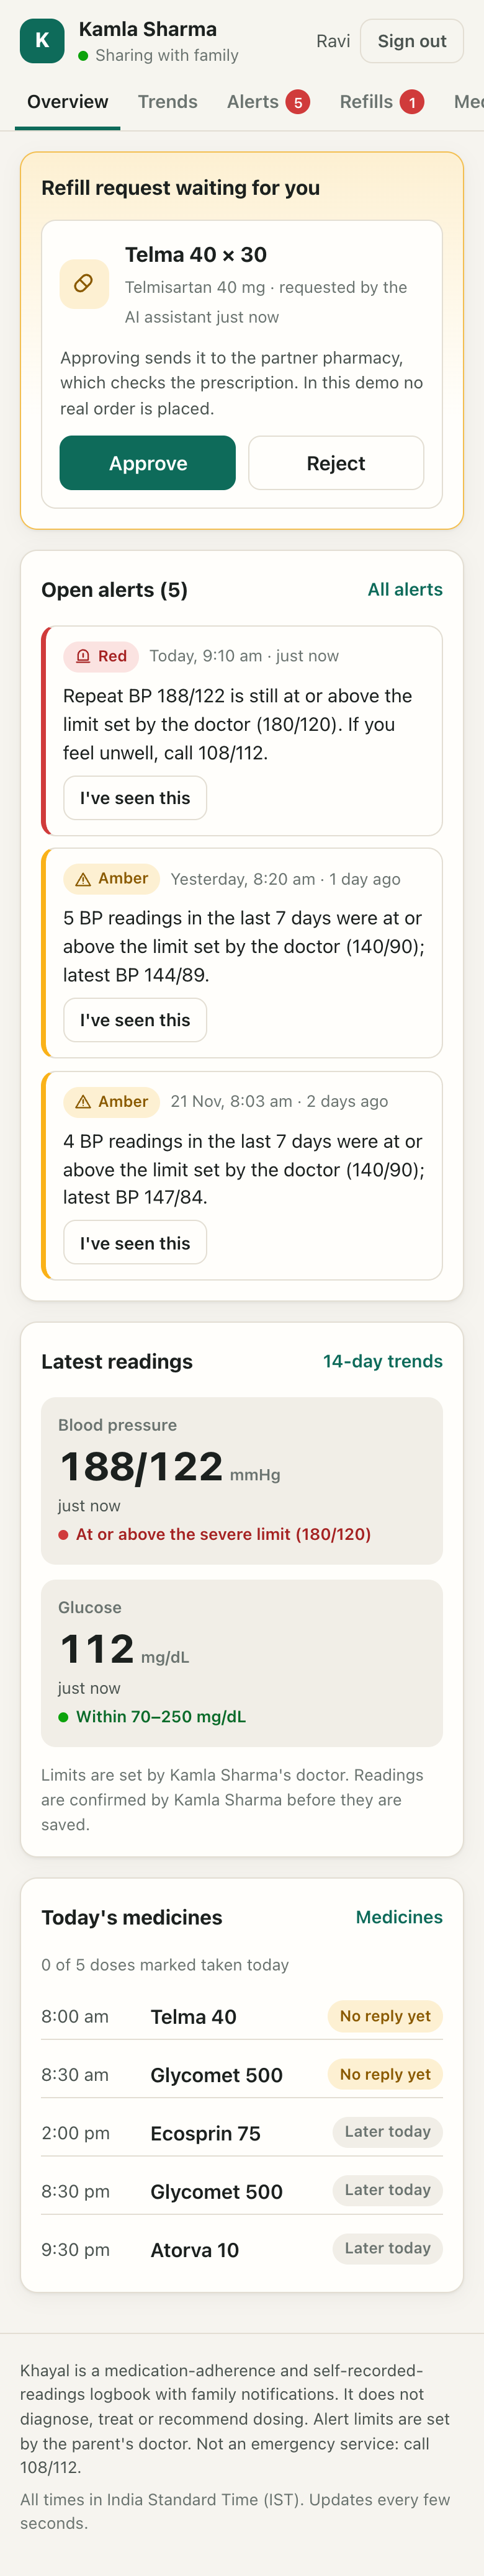 K
Kamla Sharma
Sharing with family
Ravi
Sign out
Overview
Trends
Alerts 5
Refills 1
Med
Refill request waiting for you
Telma 40 × 30
Telmisartan 40 mg · requested by the
AI assistant just now
Approving sends it to the partner pharmacy,
which checks the prescription. In this demo no
real order is placed.
Approve
Reject
Open alerts (5)
All alerts
Red
Today, 9:10 am · just now
Repeat BP 188/122 is still at or above the
limit set by the doctor (180/120). If you
feel unwell, call 108/112.
I've seen this
Amber
Yesterday, 8:20 am · 1 day ago
5 BP readings in the last 7 days were at or
above the limit set by the doctor (140/90);
latest BP 144/89.
I've seen this
Amber
21 Nov, 8:03 am · 2 days ago
4 BP readings in the last 7 days were at or
above the limit set by the doctor (140/90);
latest BP 147/84.
I've seen this
Latest readings
14-day trends
Blood pressure
188/122 mmHg
just now
At or above the severe limit (180/120)
Glucose
112 mg/dL
just now
Within 70–250 mg/dL
Limits are set by Kamla Sharma's doctor. Readings
are confirmed by Kamla Sharma before they are
saved.
Today's medicines
Medicines
0 of 5 doses marked taken today
8:00 am Telma 40 No reply yet
8:30 am Glycomet 500 No reply yet
2:00 pm Ecosprin 75 Later today
8:30 pm Glycomet 500 Later today
9:30 pm Atorva 10 Later today
Khayal is a medication-adherence and self-recorded-
readings logbook with family notifications. It does not
diagnose, treat or recommend dosing. Alert limits are set
by the parent's doctor. Not an emergency service: call
108/112.
All times in India Standard Time (IST). Updates every few
seconds.